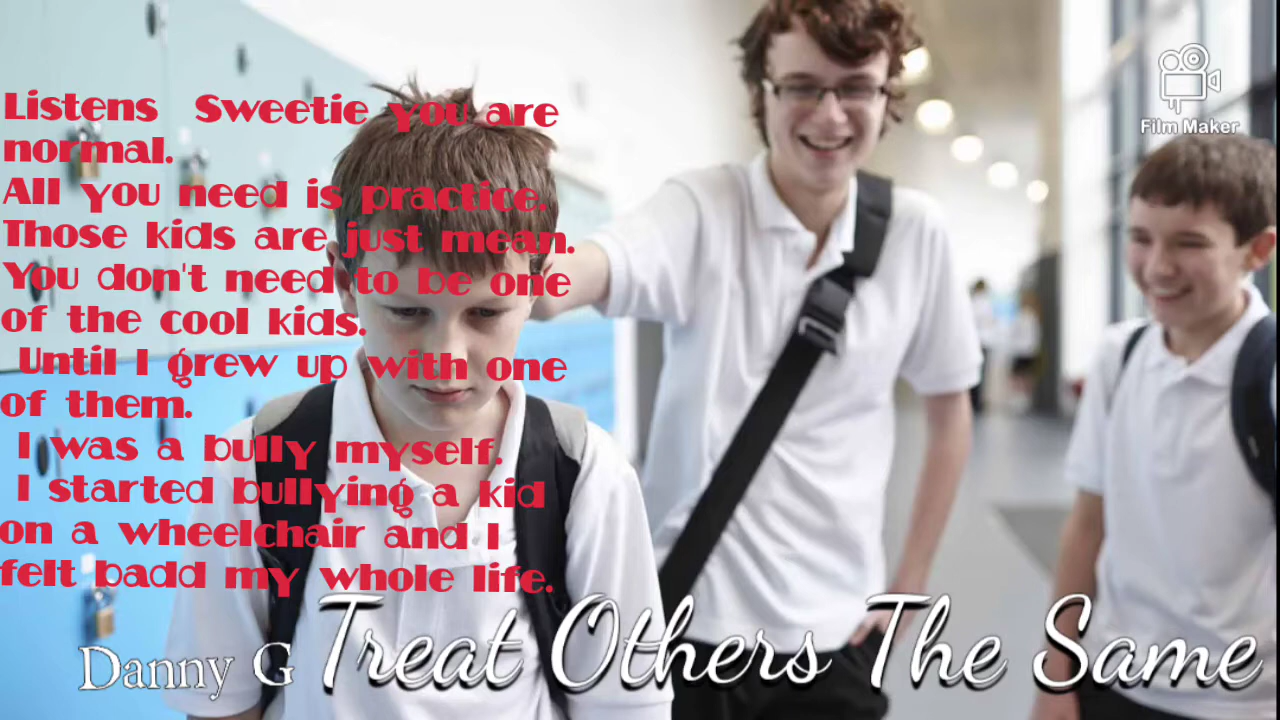 Listens Sweetie you are
normal.
All you need is practice.
Those kids are just mean.
You don't need to be one
of the cool kids.
Until I grew up with one
of them.
I was a bully myself.
I started bullying a kid
on a wheelchair and I
felt badd my whole life.
Danny G Treat Others The Same
Film Maker